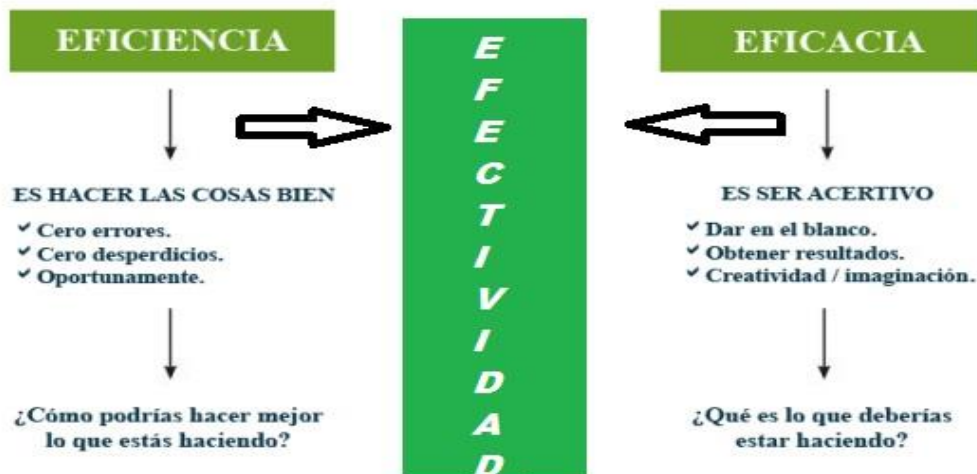 EFICIENCIA
ES HACER LAS COSAS BIEN
Cero errores.
Cero desperdicios.
Oportunamente.
¿Cómo podrías hacer mejor
lo que estás haciendo?
EFECTIVIDAD
EFICACIA
ES SER ACERTIVO
Dar en el blanco.
Obtener resultados.
Creatividad / imaginación.
¿Qué es lo que deberías
estar haciendo?